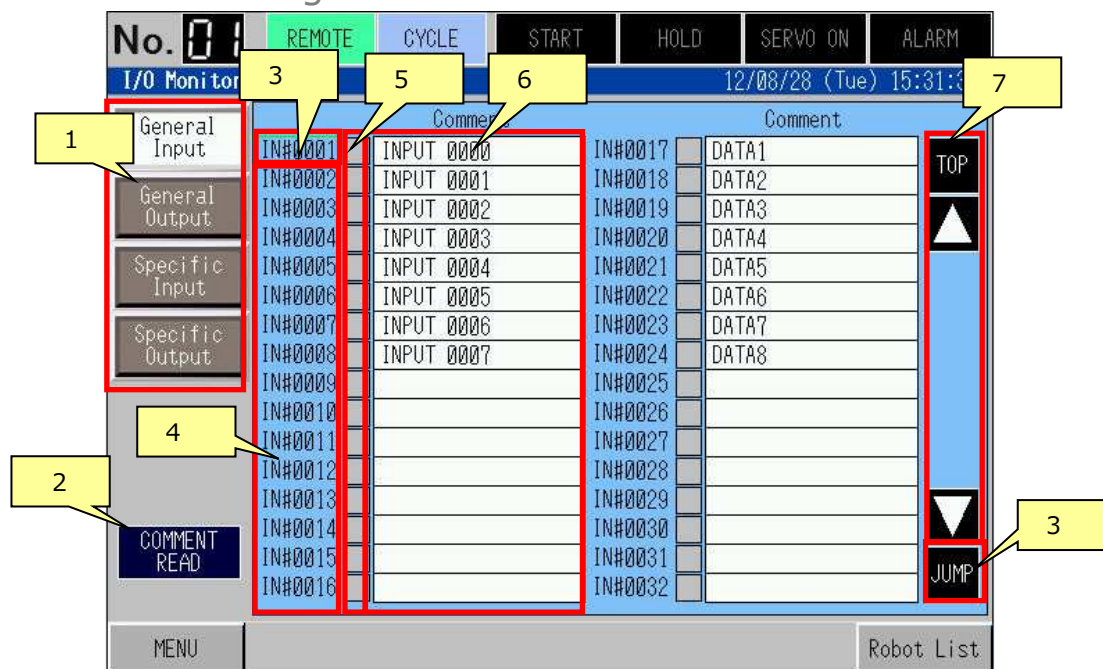 No. 01 REMOTE CYCLE START HOLD SERVO ON ALARM
I/O Monitor 12/08/28 (Tue) 15:31:3
3
5
6
7
1
General Input
General Output
Specific Input
Specific Output
4
2
COMMENT READ
Comment Comment
IN#0001 INPUT 0000 IN#0017 DATA1
IN#0002 INPUT 0001 IN#0018 DATA2
IN#0003 INPUT 0002 IN#0019 DATA3
IN#0004 INPUT 0003 IN#0020 DATA4
IN#0005 INPUT 0004 IN#0021 DATA5
IN#0006 INPUT 0005 IN#0022 DATA6
IN#0007 INPUT 0006 IN#0023 DATA7
IN#0008 INPUT 0007 IN#0024 DATA8
IN#0009 IN#0025
IN#0010 IN#0026
IN#0011 IN#0027
IN#0012 IN#0028
IN#0013 IN#0029
IN#0014 IN#0030
IN#0015 IN#0031
IN#0016 IN#0032
TOP
3
JUMP
MENU Robot List